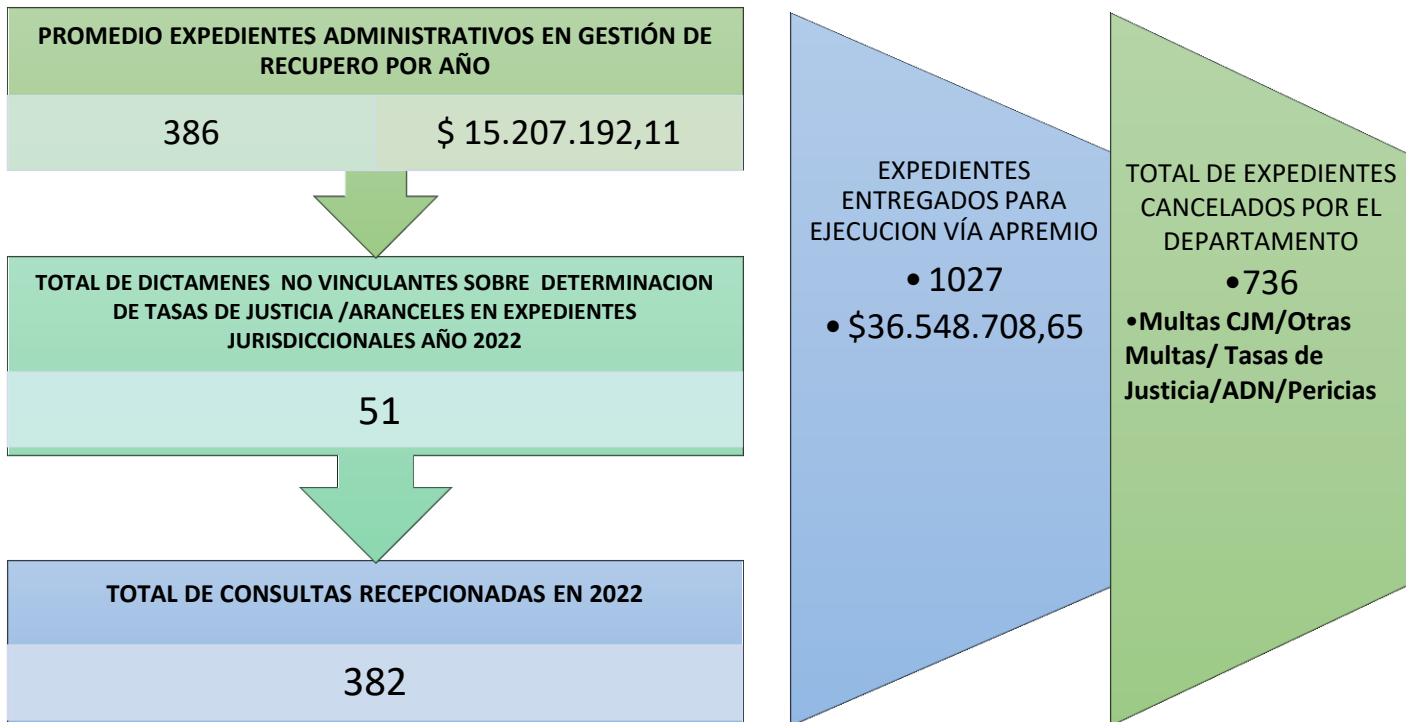 PROMEDIO EXPEDIENTES ADMINISTRATIVOS EN GESTIÓN DE
RECUPERO POR AÑO
386
$ 15.207.192,11
TOTAL DE DICTAMENES NO VINCULANTES SOBRE DETERMINACION
DE TASAS DE JUSTICIA /ARANCELES EN EXPEDIENTES
JURISDICCIONALES AÑO 2022
51
TOTAL DE CONSULTAS RECEPCIONADAS EN 2022
382
EXPEDIENTES
ENTREGADOS PARA
EJECUCION VÍA APREMIO
• 1027
• $36.548.708,65
TOTAL DE EXPEDIENTES
CANCELADOS POR EL
DEPARTAMENTO
•736
•Multas CJM/Otras
Multas/ Tasas de
Justicia/ADN/Pericias